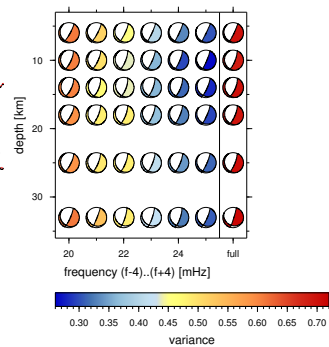 depth [km]
10
20
30
20 22 24 full
frequency (f-4)..(f+4) [mHz]
0.30 0.35 0.40 0.45 0.50 0.55 0.60 0.65 0.70
variance